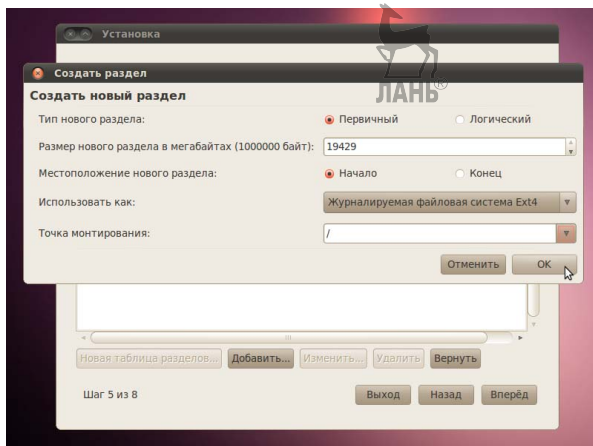 Установка
ЛАНЬ®
Создать раздел
Создать новый раздел
Тип нового раздела: Первичный Логический
Размер нового раздела в мегабайтах (1000000 байт): 19429
Местоположение нового раздела: Начало Конец
Использовать как: Журналируемая файловая система Ext4
Точка монтирования: /
Отменить OK
Новая таблица разделов... Добавить... Изменить... Удалить Вернуть
Шаг 5 из 8 Выход Назад Вперёд